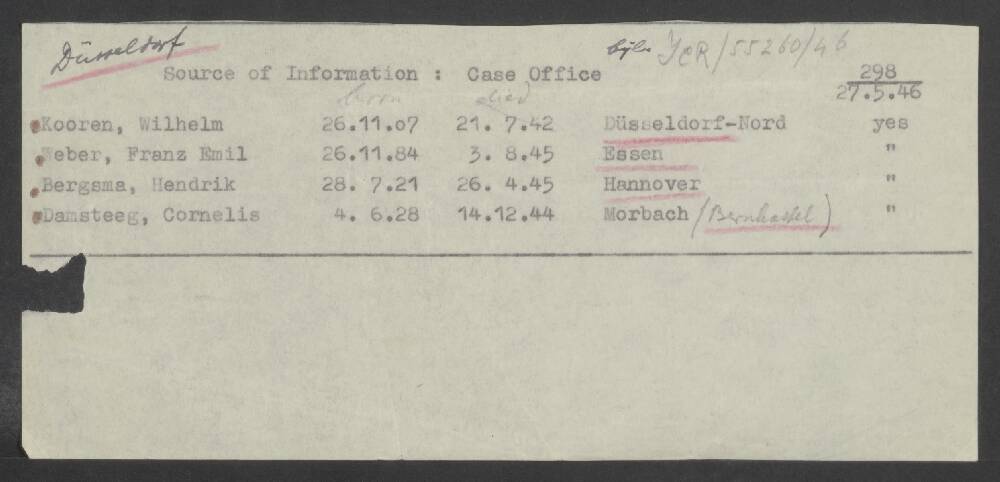 Düsseldorf
bijl. JCR/55260/46
Source of Information : Case Office
298
27.5.46
born died
Kooren, Wilhelm 26.11.07 21. 7.42 Düsseldorf-Nord yes
Weber, Franz Emil 26.11.84 3. 8.45 Essen "
Bergsma, Hendrik 28. 7.21 26. 4.45 Hannover "
Damsteeg, Cornelis 4. 6.28 14.12.44 Morbach (Bernkastel) "